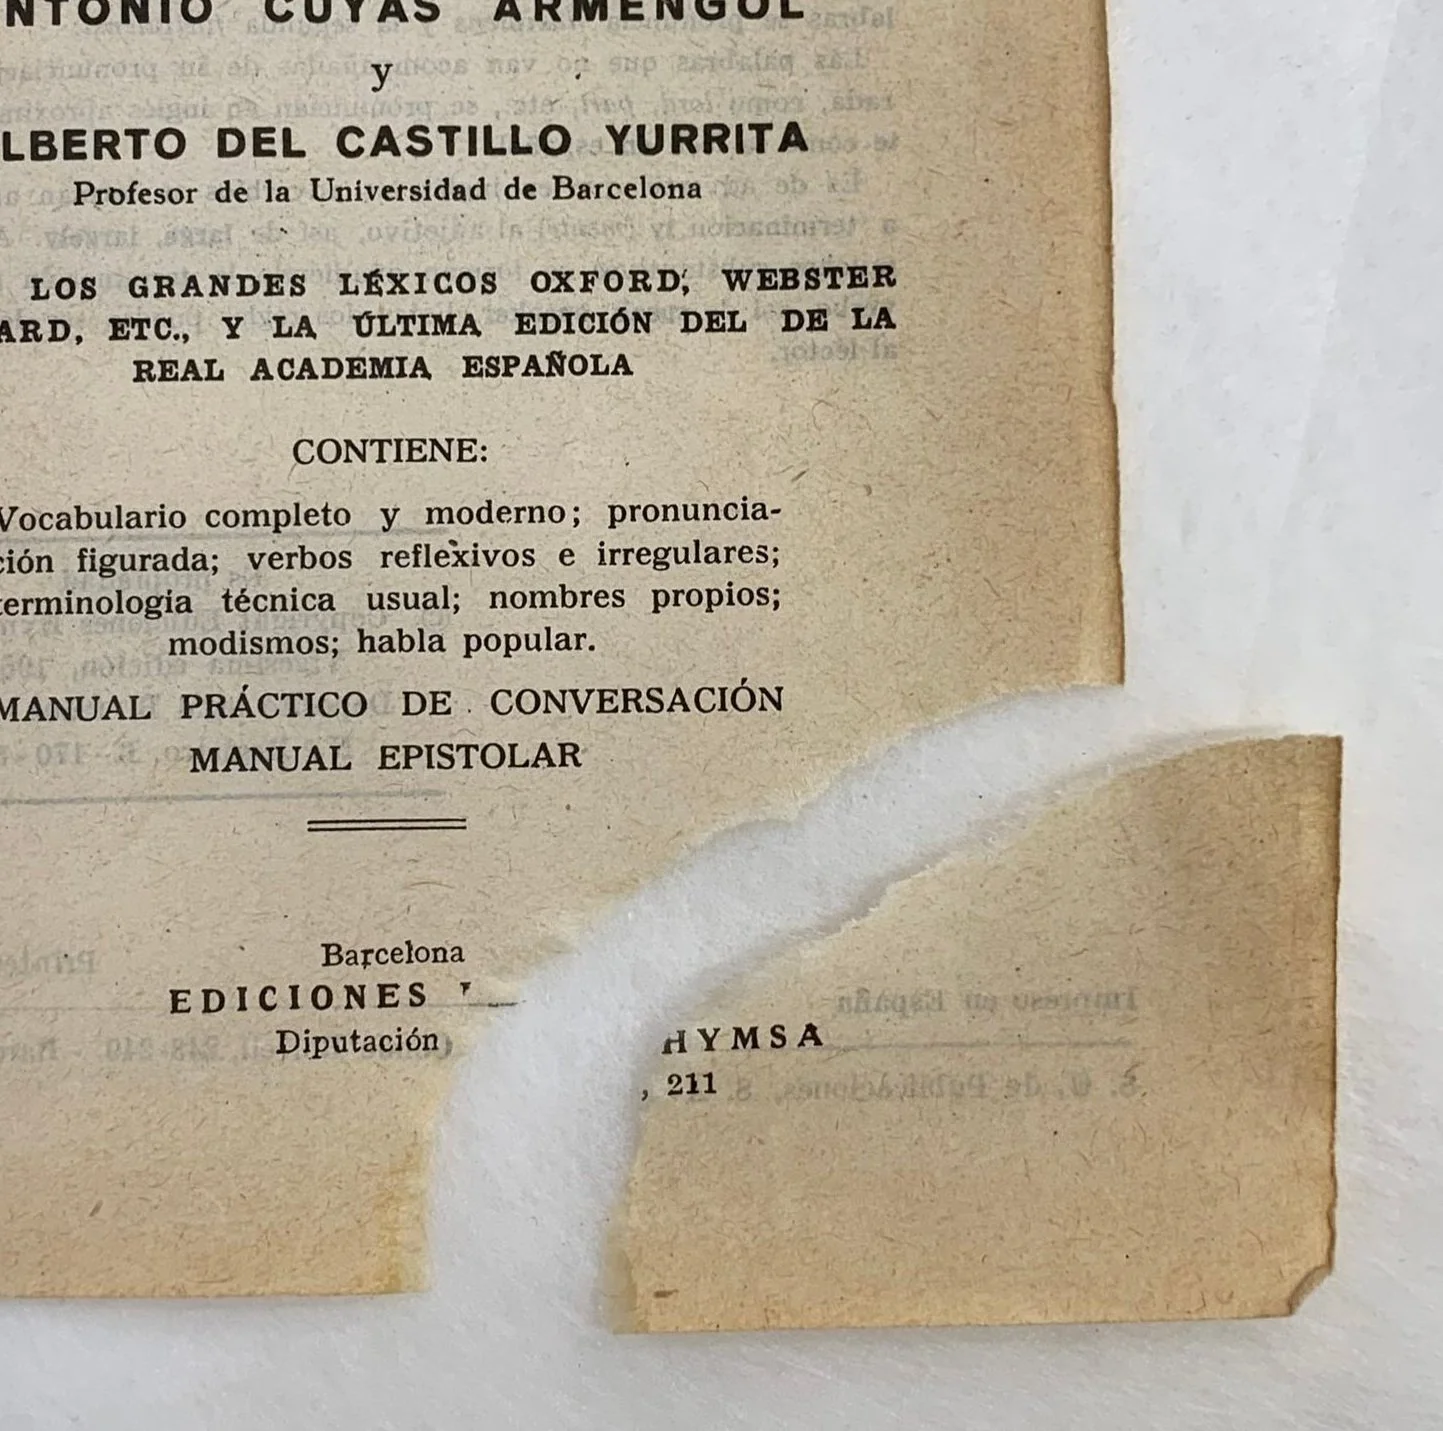 NTONIO CUYÁS ARMENGOL
y
LBERTO DEL CASTILLO YURRITA
Profesor de la Universidad de Barcelona
LOS GRANDES LÉXICOS OXFORD, WEBSTER
ARD, ETC., Y LA ÚLTIMA EDICIÓN DEL DE LA
REAL ACADEMIA ESPAÑOLA
CONTIENE:
Vocabulario completo y moderno; pronuncia-
ción figurada; verbos reflexivos e irregulares;
terminologia técnica usual; nombres propios;
modismos; habla popular.
MANUAL PRÁCTICO DE CONVERSACIÓN
MANUAL EPISTOLAR
Barcelona
EDICIONES HYMSA
Diputación, 211